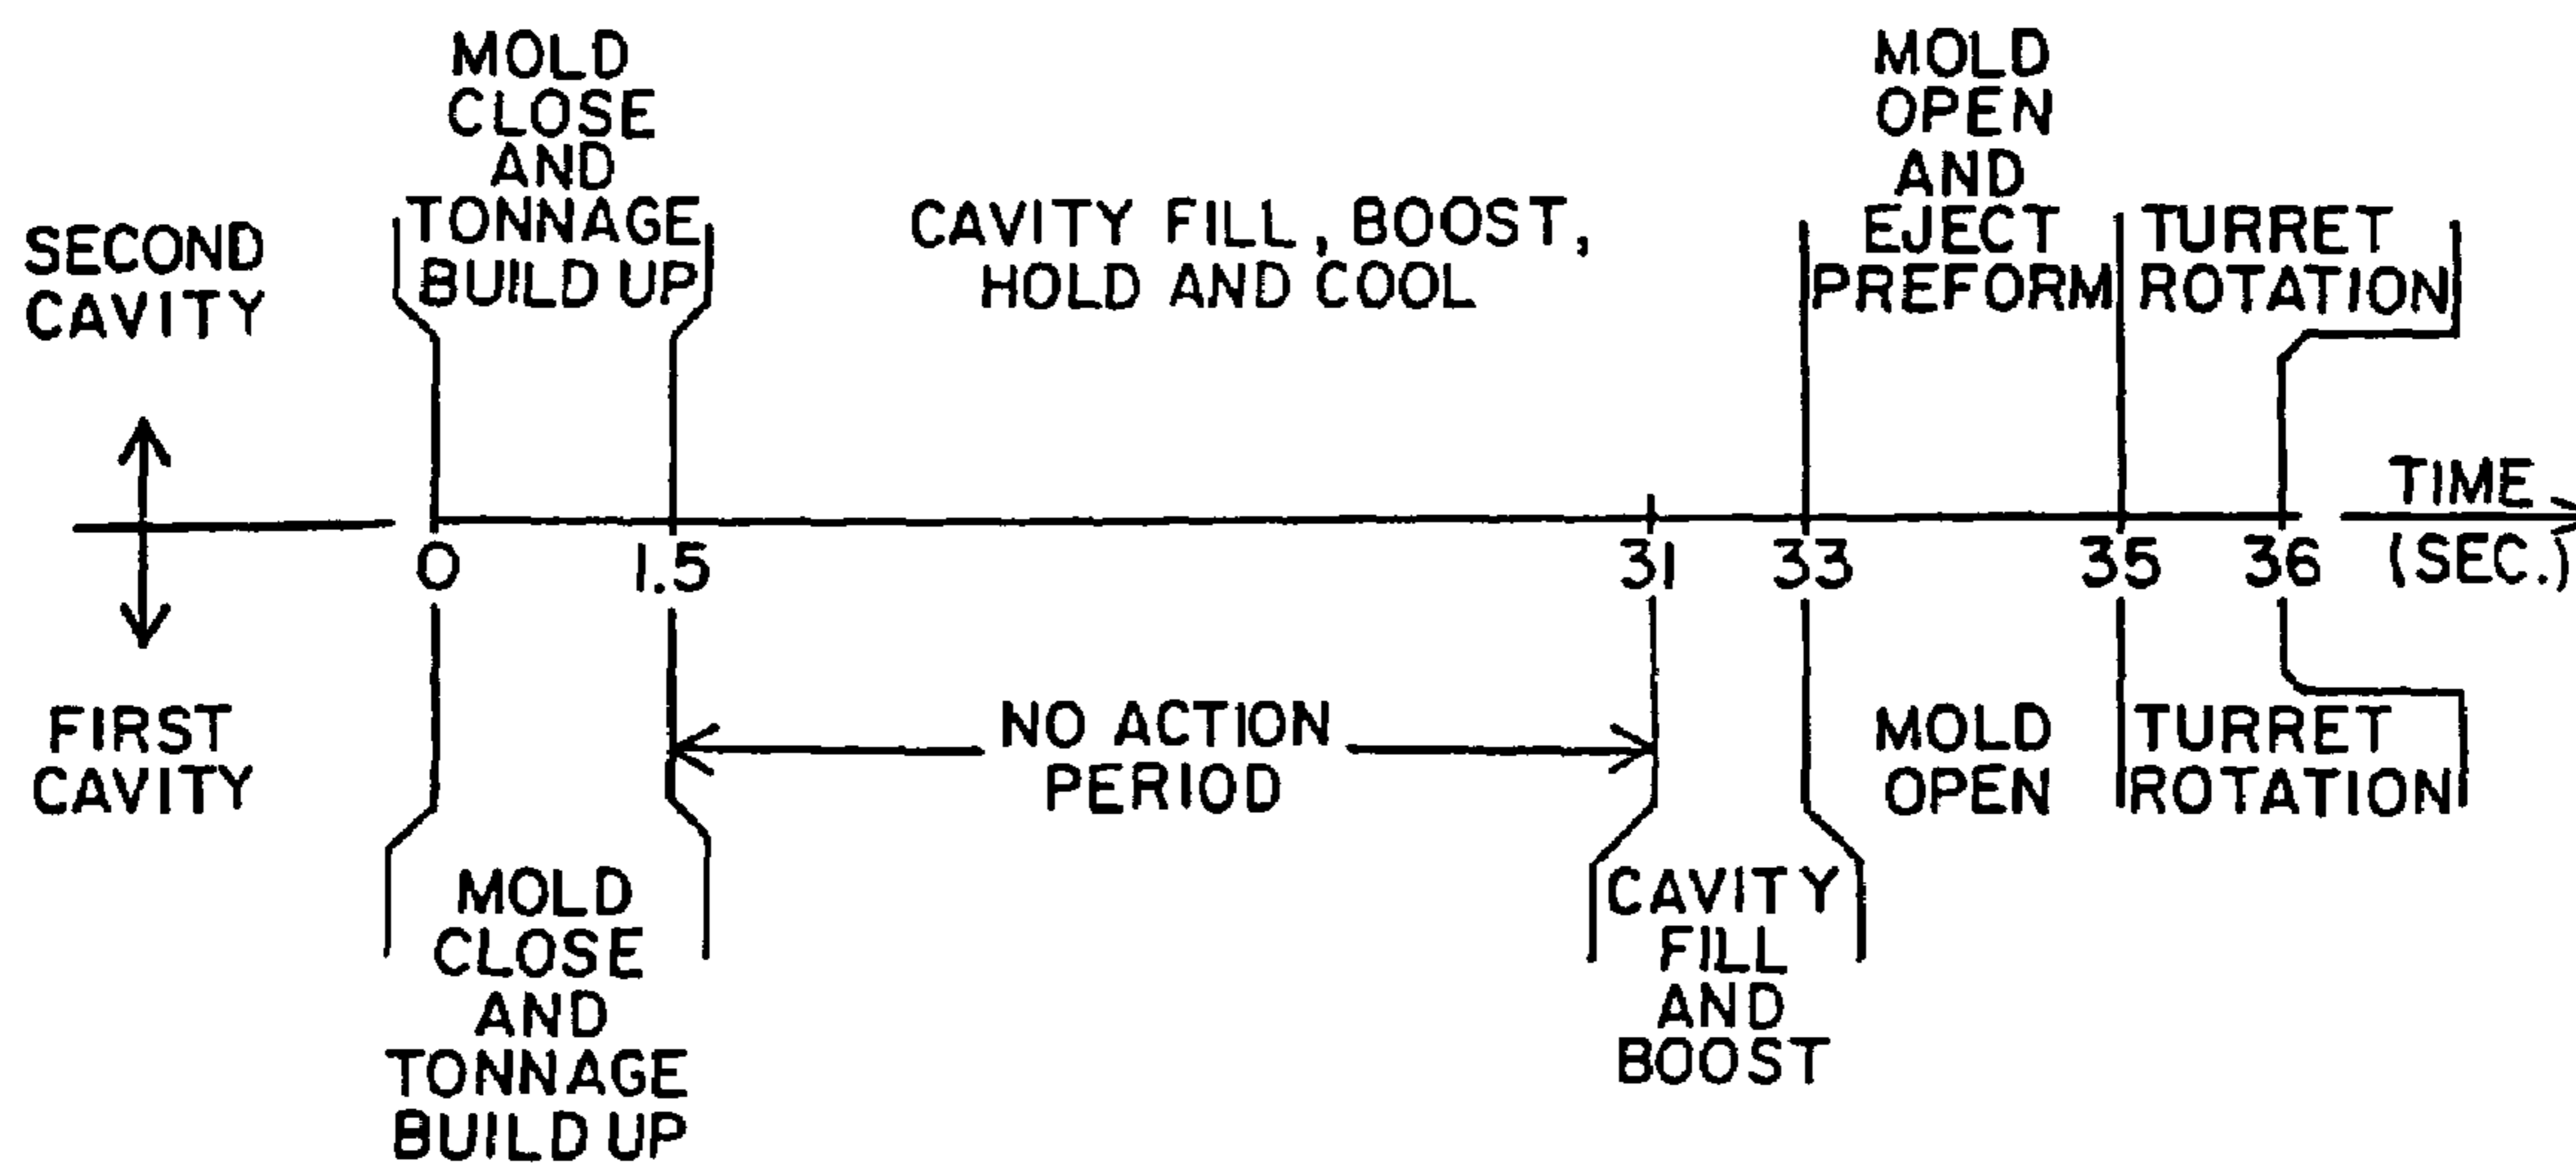 MOLD
CLOSE
AND
TONNAGE
BUILD UP
MOLD
OPEN
AND
EJECT
PREFORM
SECOND
CAVITY
CAVITY FILL, BOOST,
HOLD AND COOL
TURRET
ROTATION
TIME
(SEC.)
0 1.5 31 33 35 36
FIRST
CAVITY
NO ACTION
PERIOD
MOLD
OPEN
TURRET
ROTATION
MOLD
CLOSE
AND
TONNAGE
BUILD UP
CAVITY
FILL
AND
BOOST